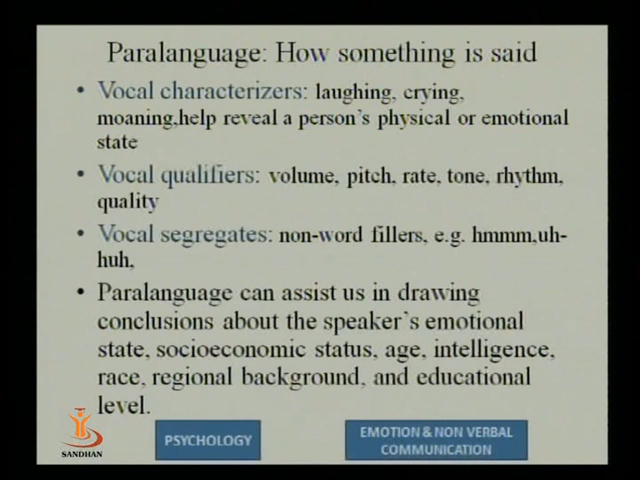 Paralanguage: How something is said
• Vocal characterizers: laughing, crying,
moaning,help reveal a person's physical or emotional
state
• Vocal qualifiers: volume, pitch, rate, tone, rhythm,
quality
• Vocal segregates: non-word fillers, e.g. hmmm,uh-
huh,
• Paralanguage can assist us in drawing
conclusions about the speaker's emotional
state, socioeconomic status, age, intelligence,
race, regional background, and educational
level.
SANDHAN
PSYCHOLOGY
EMOTION & NON VERBAL
COMMUNICATION